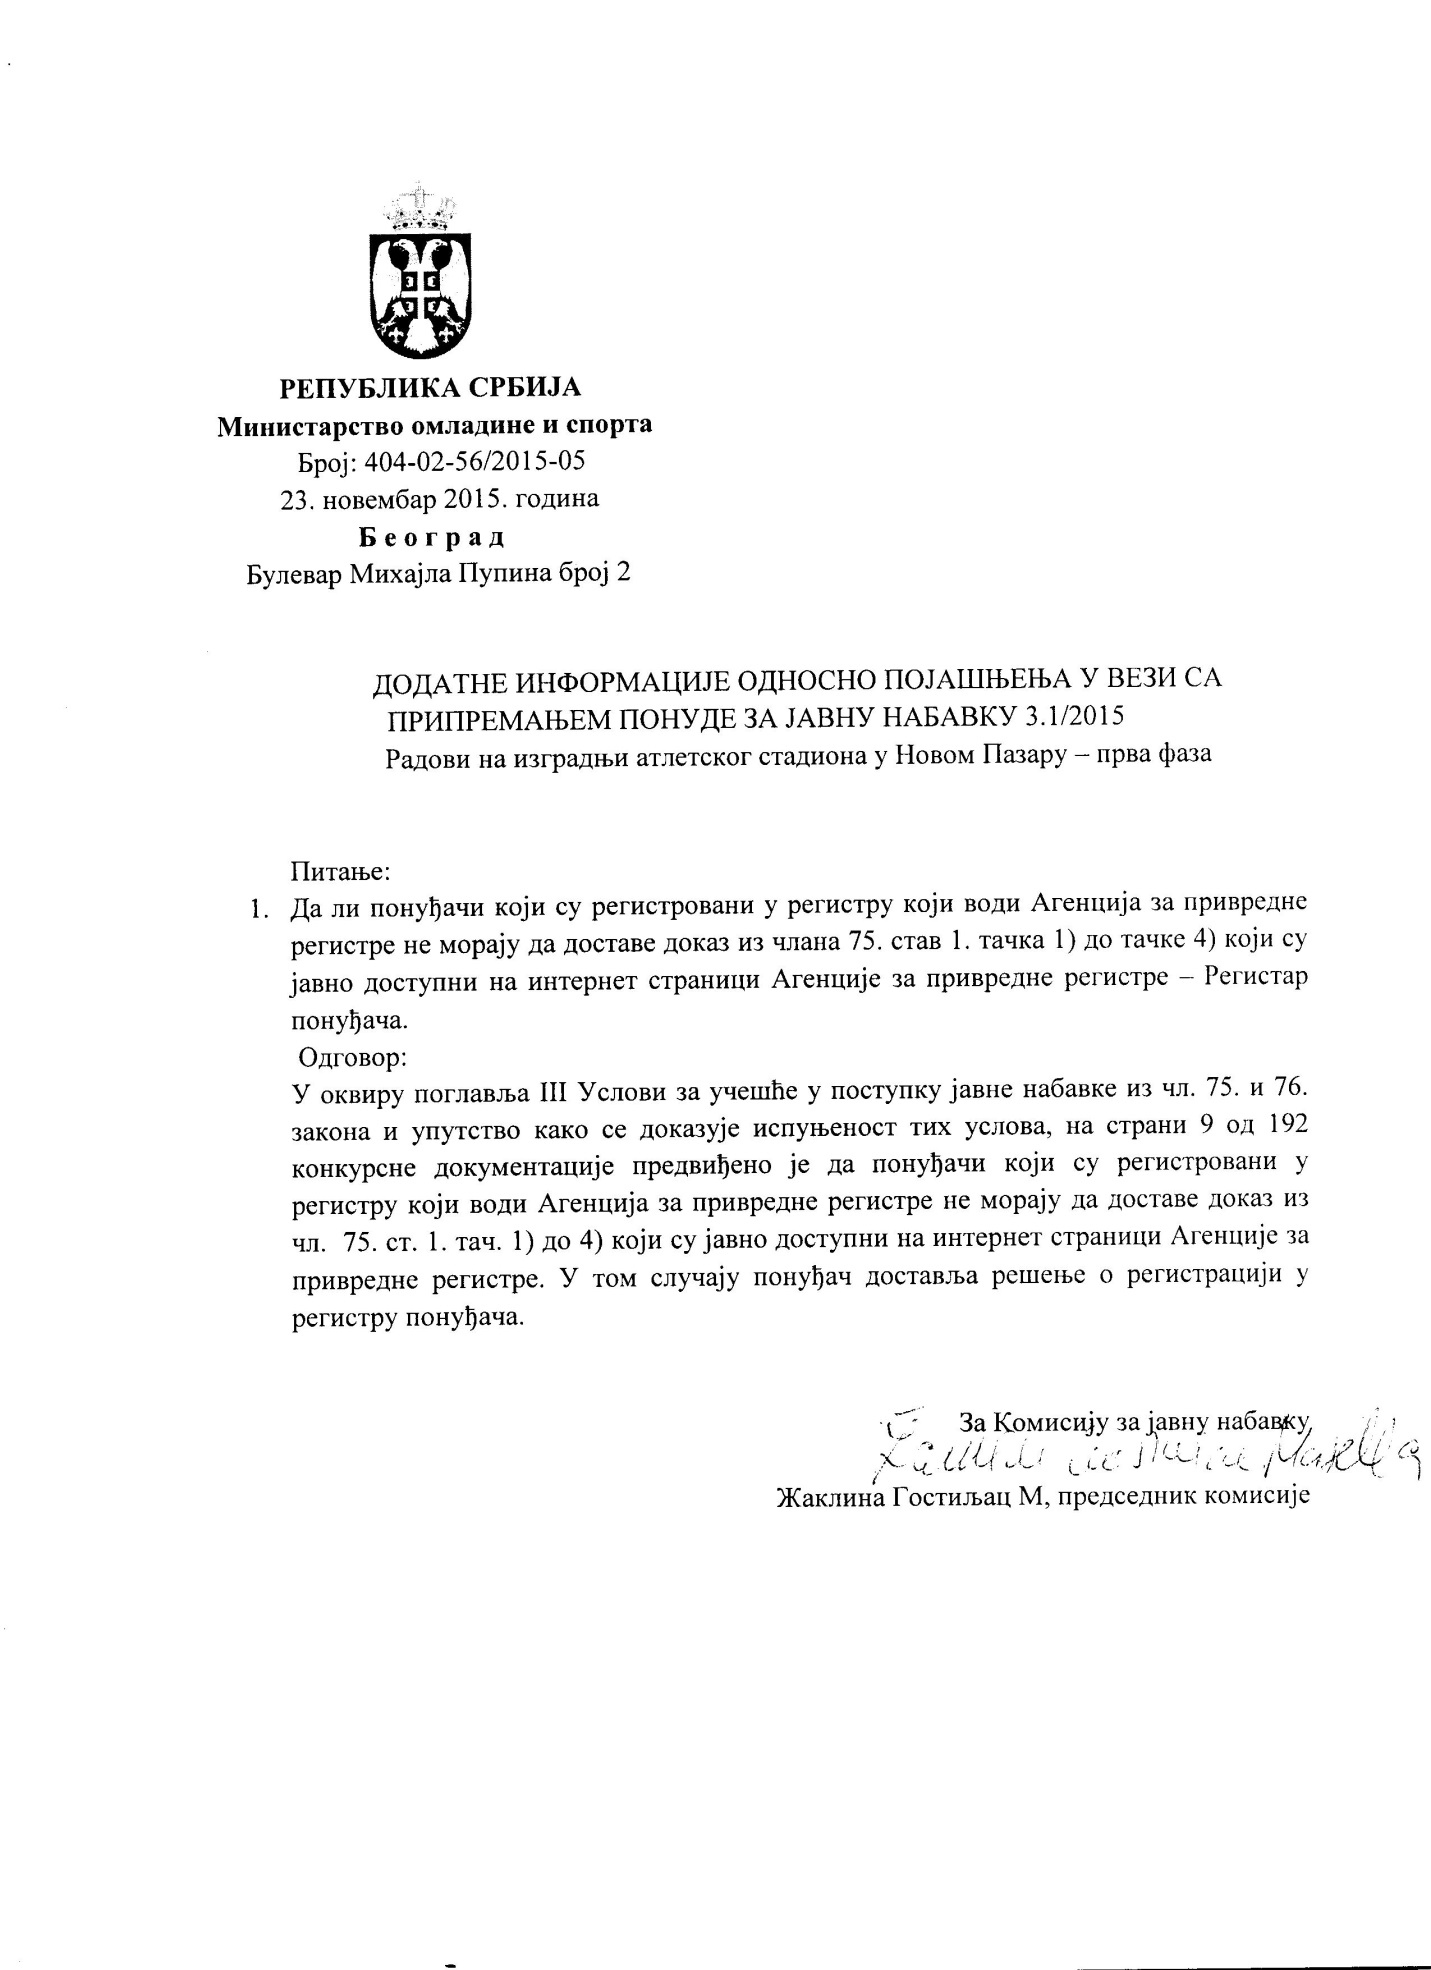 РЕПУБЛИКА СРБИЈА
Министарство омладине и спорта
Број: 404-02-56/2015-05
23. новембар 2015. година
Б е о г р а д
Булевар Михајла Пупина број 2
ДОДАТНЕ ИНФОРМАЦИЈЕ ОДНОСНО ПОЈАШЊЕЊА У ВЕЗИ СА
ПРИПРЕМАЊЕМ ПОНУДЕ ЗА ЈАВНУ НАБАВКУ 3.1/2015
Радови на изградњи атлетског стадиона у Новом Пазару – прва фаза
Питање:
1. Да ли понуђачи који су регистровани у регистру који води Агенција за привредне
регистре не морају да доставе доказ из члана 75. став 1. тачка 1) до тачке 4) који су
јавно доступни на интернет страници Агенције за привредне регистре – Регистар
понуђача.
Одговор:
У оквиру поглавља III Услови за учешће у поступку јавне набавке из чл. 75. и 76.
закона и упутство како се доказује испуњеност тих услова, на страни 9 од 192
конкурсне документације предвиђено је да понуђачи који су регистровани у
регистру који води Агенција за привредне регистре не морају да доставе доказ из
чл. 75. ст. 1. тач. 1) до 4) који су јавно доступни на интернет страници Агенције за
привредне регистре. У том случају понуђач доставља решење о регистрацији у
регистру понуђача.
За Комисију за јавну набавку
Жаклина Гостиљац М, председник комисије